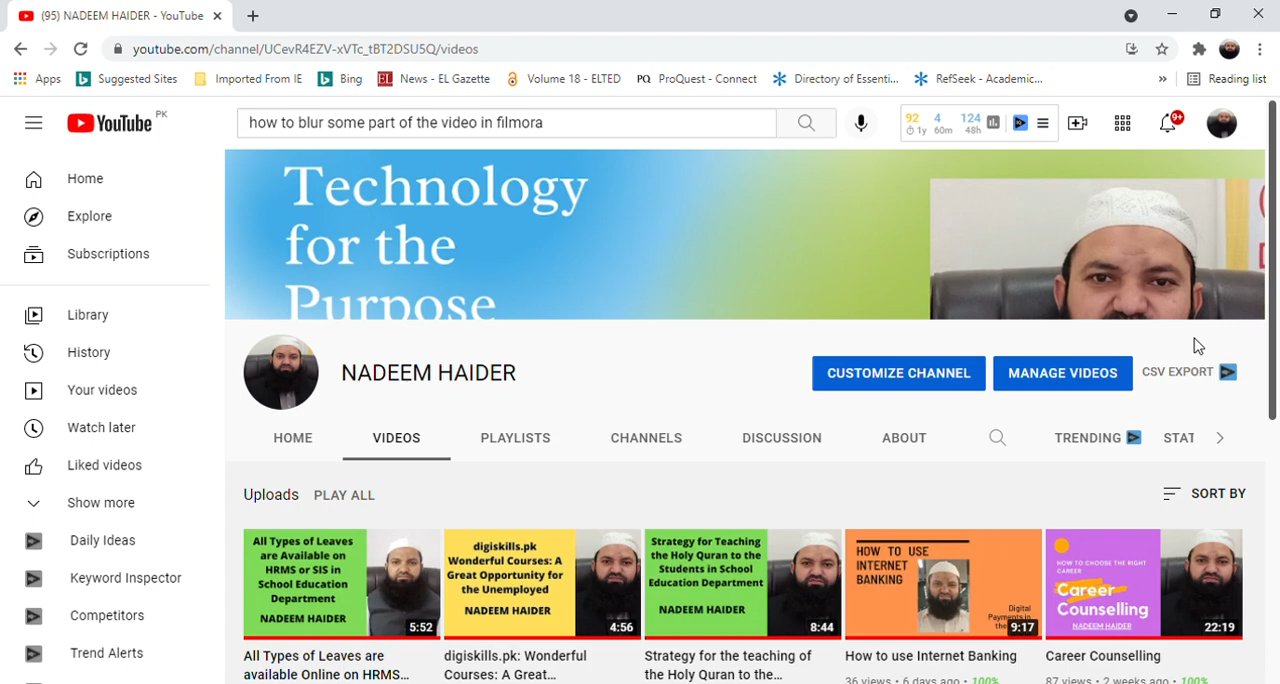 (95) NADEEM HAIDER - YouTube
youtube.com/channel/UCevR4EZV-xVTc_tBT2DSU5Q/videos
Apps Suggested Sites Imported From IE Bing EL News - EL Gazette Volume 18 - ELTED PQ ProQuest - Connect Directory of Essenti... RefSeek - Academic... » Reading list
YouTube PK
how to blur some part of the video in filmora
92 4 124
1y 60m 48h
9+
Home
Explore
Subscriptions
Library
History
Your videos
Watch later
Liked videos
Show more
Daily Ideas
Keyword Inspector
Competitors
Trend Alerts
Technology
for the
Purpose
NADEEM HAIDER
CUSTOMIZE CHANNEL MANAGE VIDEOS CSV EXPORT
HOME VIDEOS PLAYLISTS CHANNELS DISCUSSION ABOUT TRENDING STAT
Uploads PLAY ALL SORT BY
All Types of Leaves
are Available on
HRMS or SIS in
School Education
Department
NADEEM HAIDER
5:52
digiskills.pk
Wonderful Courses: A
Great Opportunity for
the Unemployed
NADEEM HAIDER
4:56
Strategy for Teaching
the Holy Quran to the
Students in School
Education Department
NADEEM HAIDER
8:44
HOW TO USE
INTERNET
BANKING
Digital
Payments in
the
9:17
HOW TO CHOOSE THE RIGHT
CAREER
Career
Counselling
NADEEM HAIDER
22:19
All Types of Leaves are
available Online on HRMS...
digiskills.pk: Wonderful
Courses: A Great...
Strategy for the teaching of
the Holy Quran to the...
How to use Internet Banking
36 views • 6 days ago • 100%
Career Counselling
87 views • 2 weeks ago • 100%